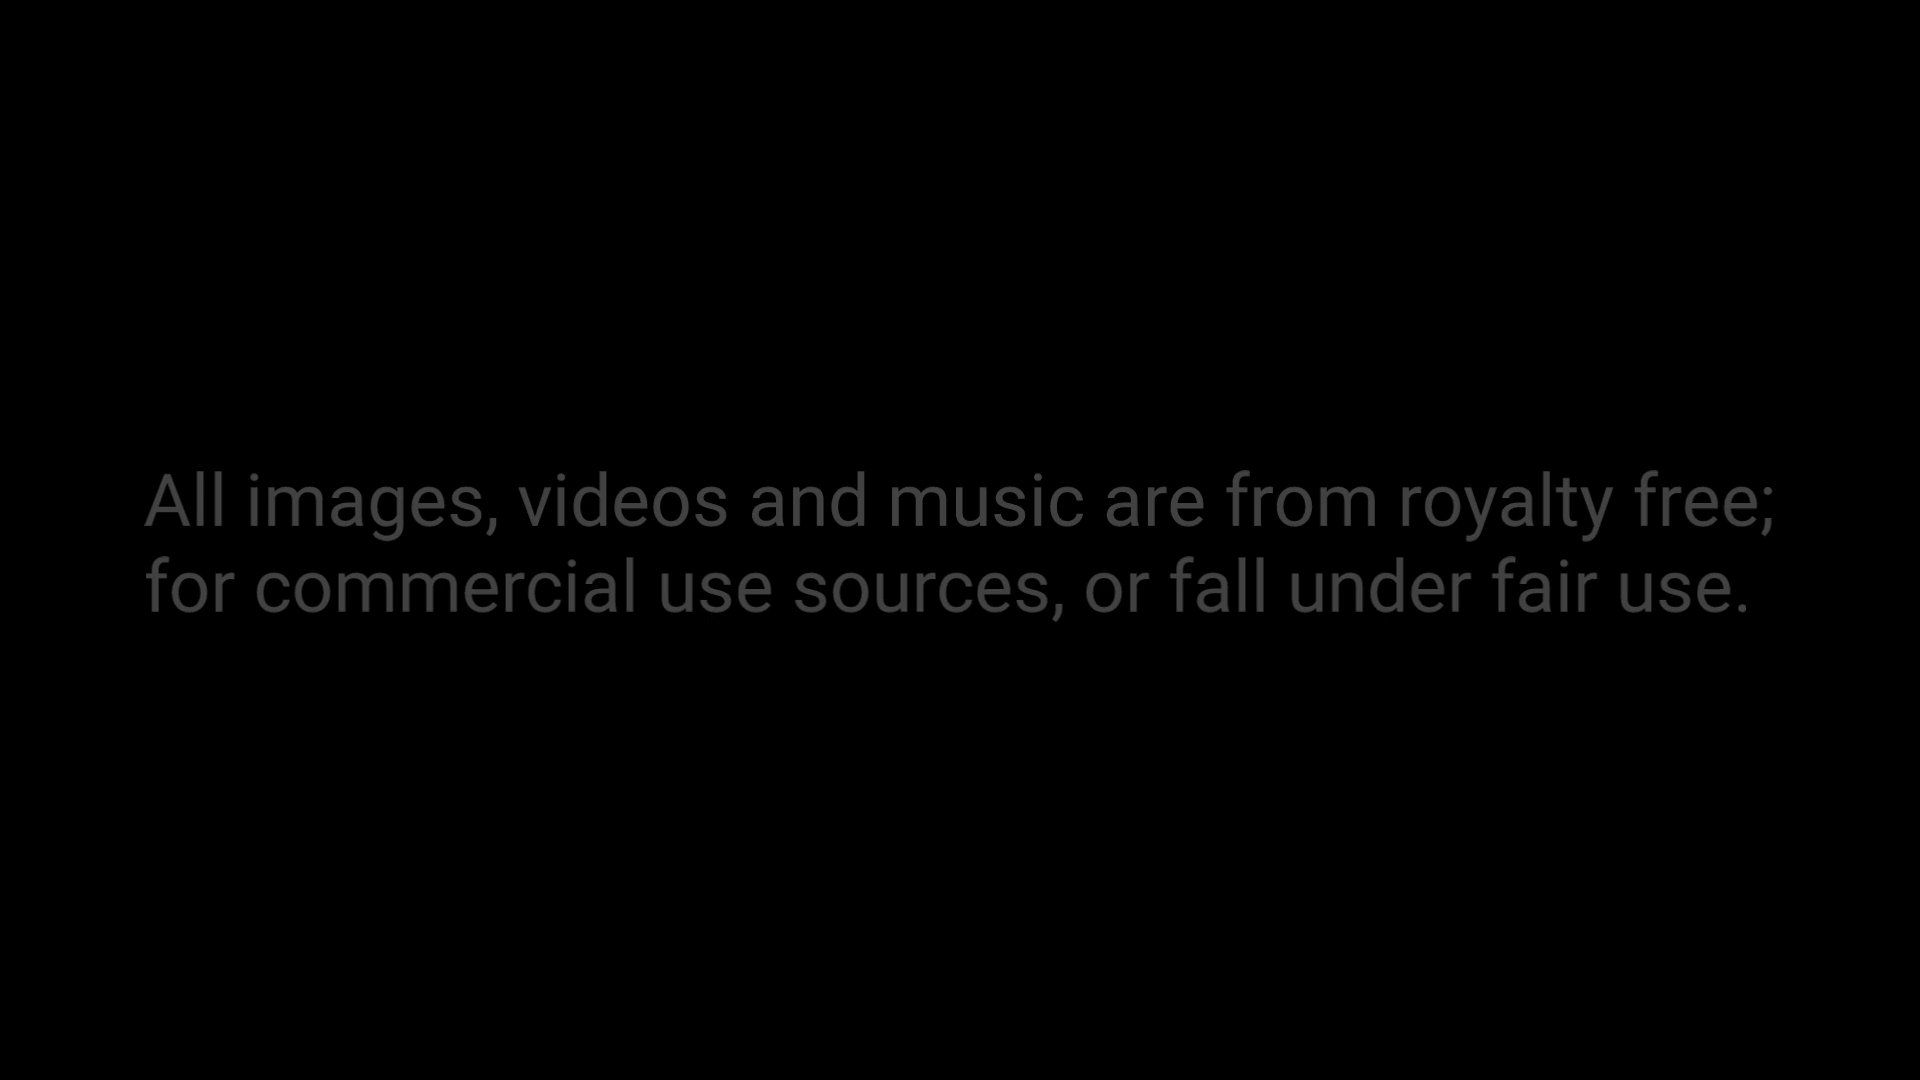 All images, videos and music are from royalty free;
for commercial use sources, or fall under fair use.